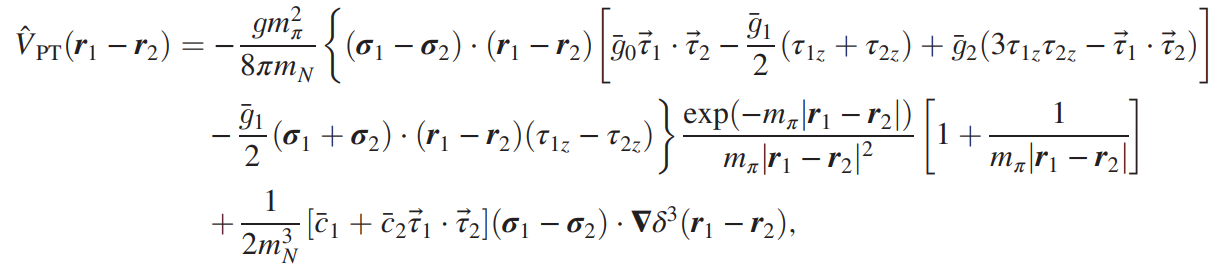 $\hat{V}_{\mathrm{PT}}(\boldsymbol{r}_1 - \boldsymbol{r}_2) = -\frac{g m_\pi^2}{8\pi m_N} \Big\{ (\boldsymbol{\sigma}_1 - \boldsymbol{\sigma}_2) \cdot (\boldsymbol{r}_1 - \boldsymbol{r}_2) \Big[ \bar{g}_0 \vec{\tau}_1 \cdot \vec{\tau}_2 - \frac{\bar{g}_1}{2} (\tau_{1z} + \tau_{2z}) + \bar{g}_2 (3\tau_{1z}\tau_{2z} - \vec{\tau}_1 \cdot \vec{\tau}_2) \Big]$
$- \frac{\bar{g}_1}{2} (\boldsymbol{\sigma}_1 + \boldsymbol{\sigma}_2) \cdot (\boldsymbol{r}_1 - \boldsymbol{r}_2)(\tau_{1z} - \tau_{2z}) \Big\} \frac{\exp(-m_\pi |\boldsymbol{r}_1 - \boldsymbol{r}_2|)}{m_\pi |\boldsymbol{r}_1 - \boldsymbol{r}_2|^2} \Big[ 1 + \frac{1}{m_\pi |\boldsymbol{r}_1 - \boldsymbol{r}_2|} \Big]$
$+ \frac{1}{2m_N^3} [\bar{c}_1 + \bar{c}_2 \vec{\tau}_1 \cdot \vec{\tau}_2] (\boldsymbol{\sigma}_1 - \boldsymbol{\sigma}_2) \cdot \boldsymbol{\nabla} \delta^3(\boldsymbol{r}_1 - \boldsymbol{r}_2),$